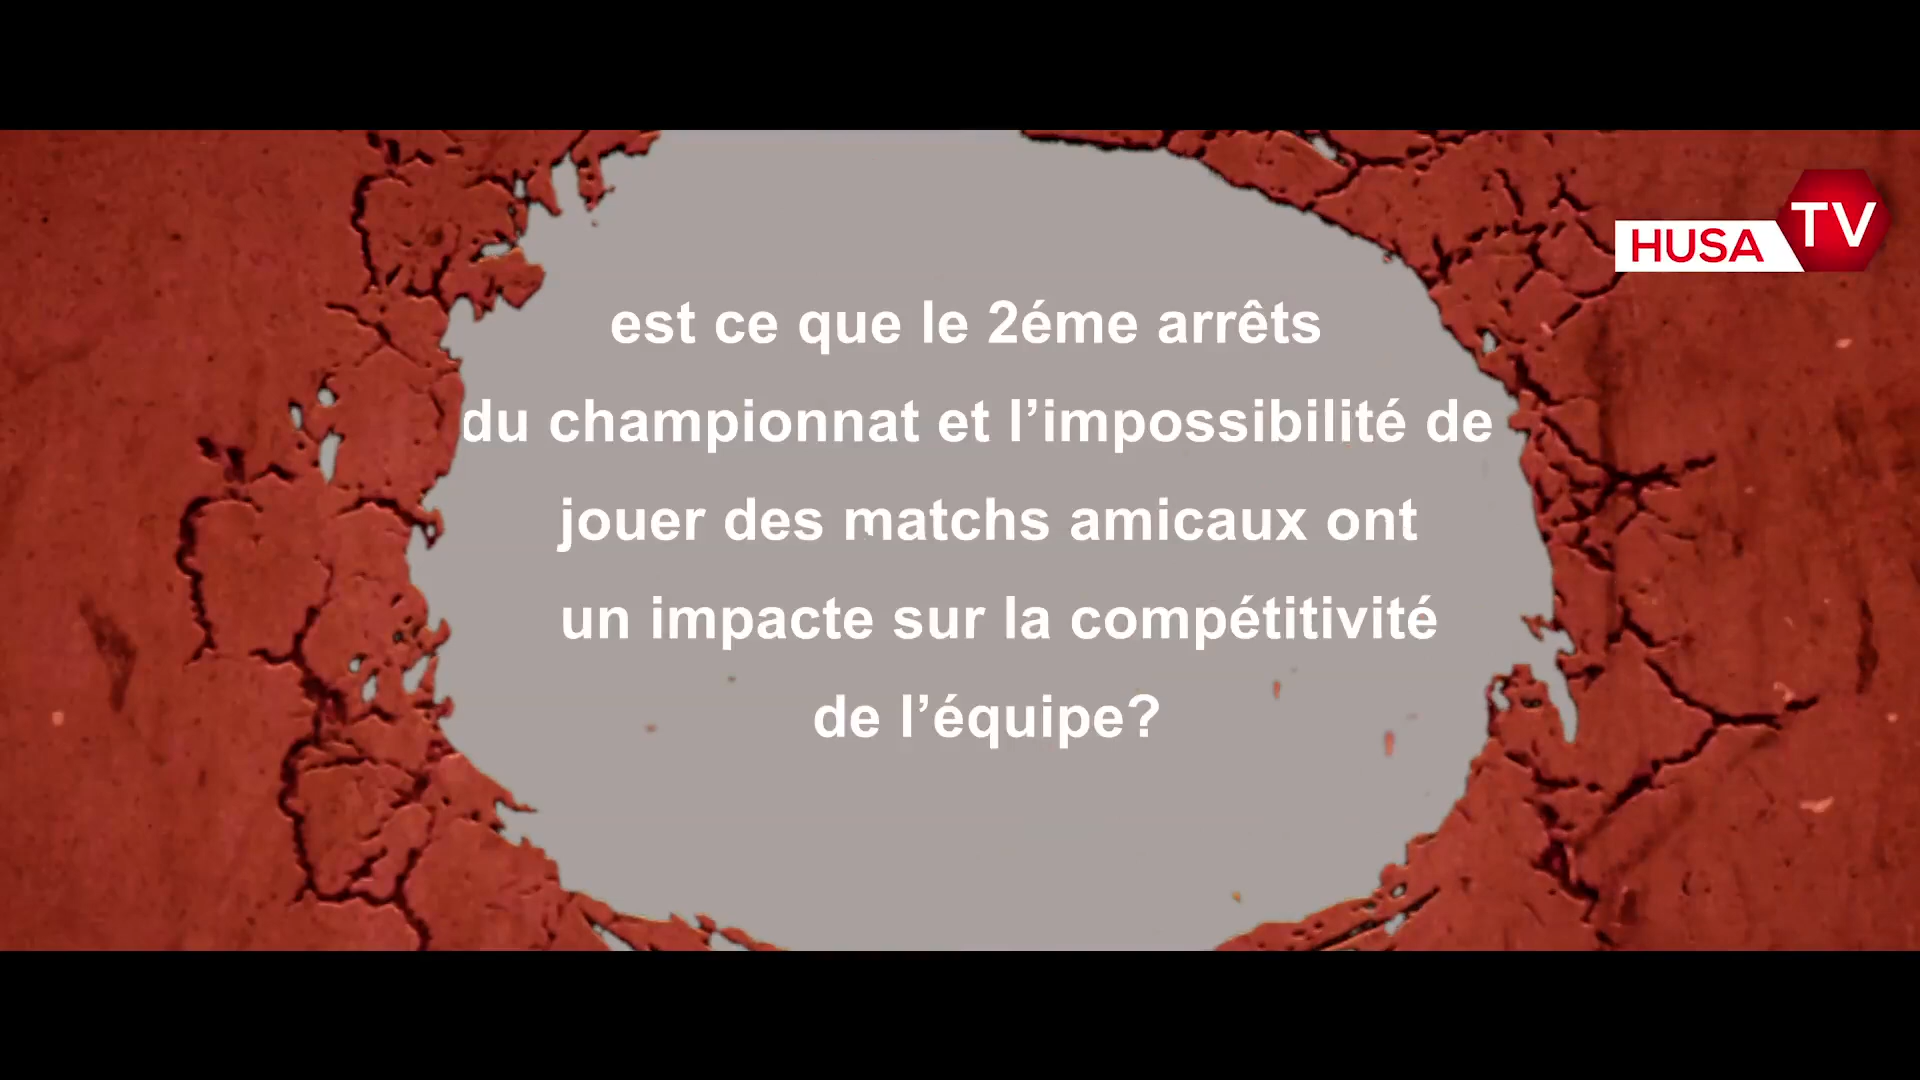 HUSA TV
est ce que le 2éme arrêts
du championnat et l’impossibilité de
jouer des matchs amicaux ont
un impacte sur la compétitivité
de l’équipe?